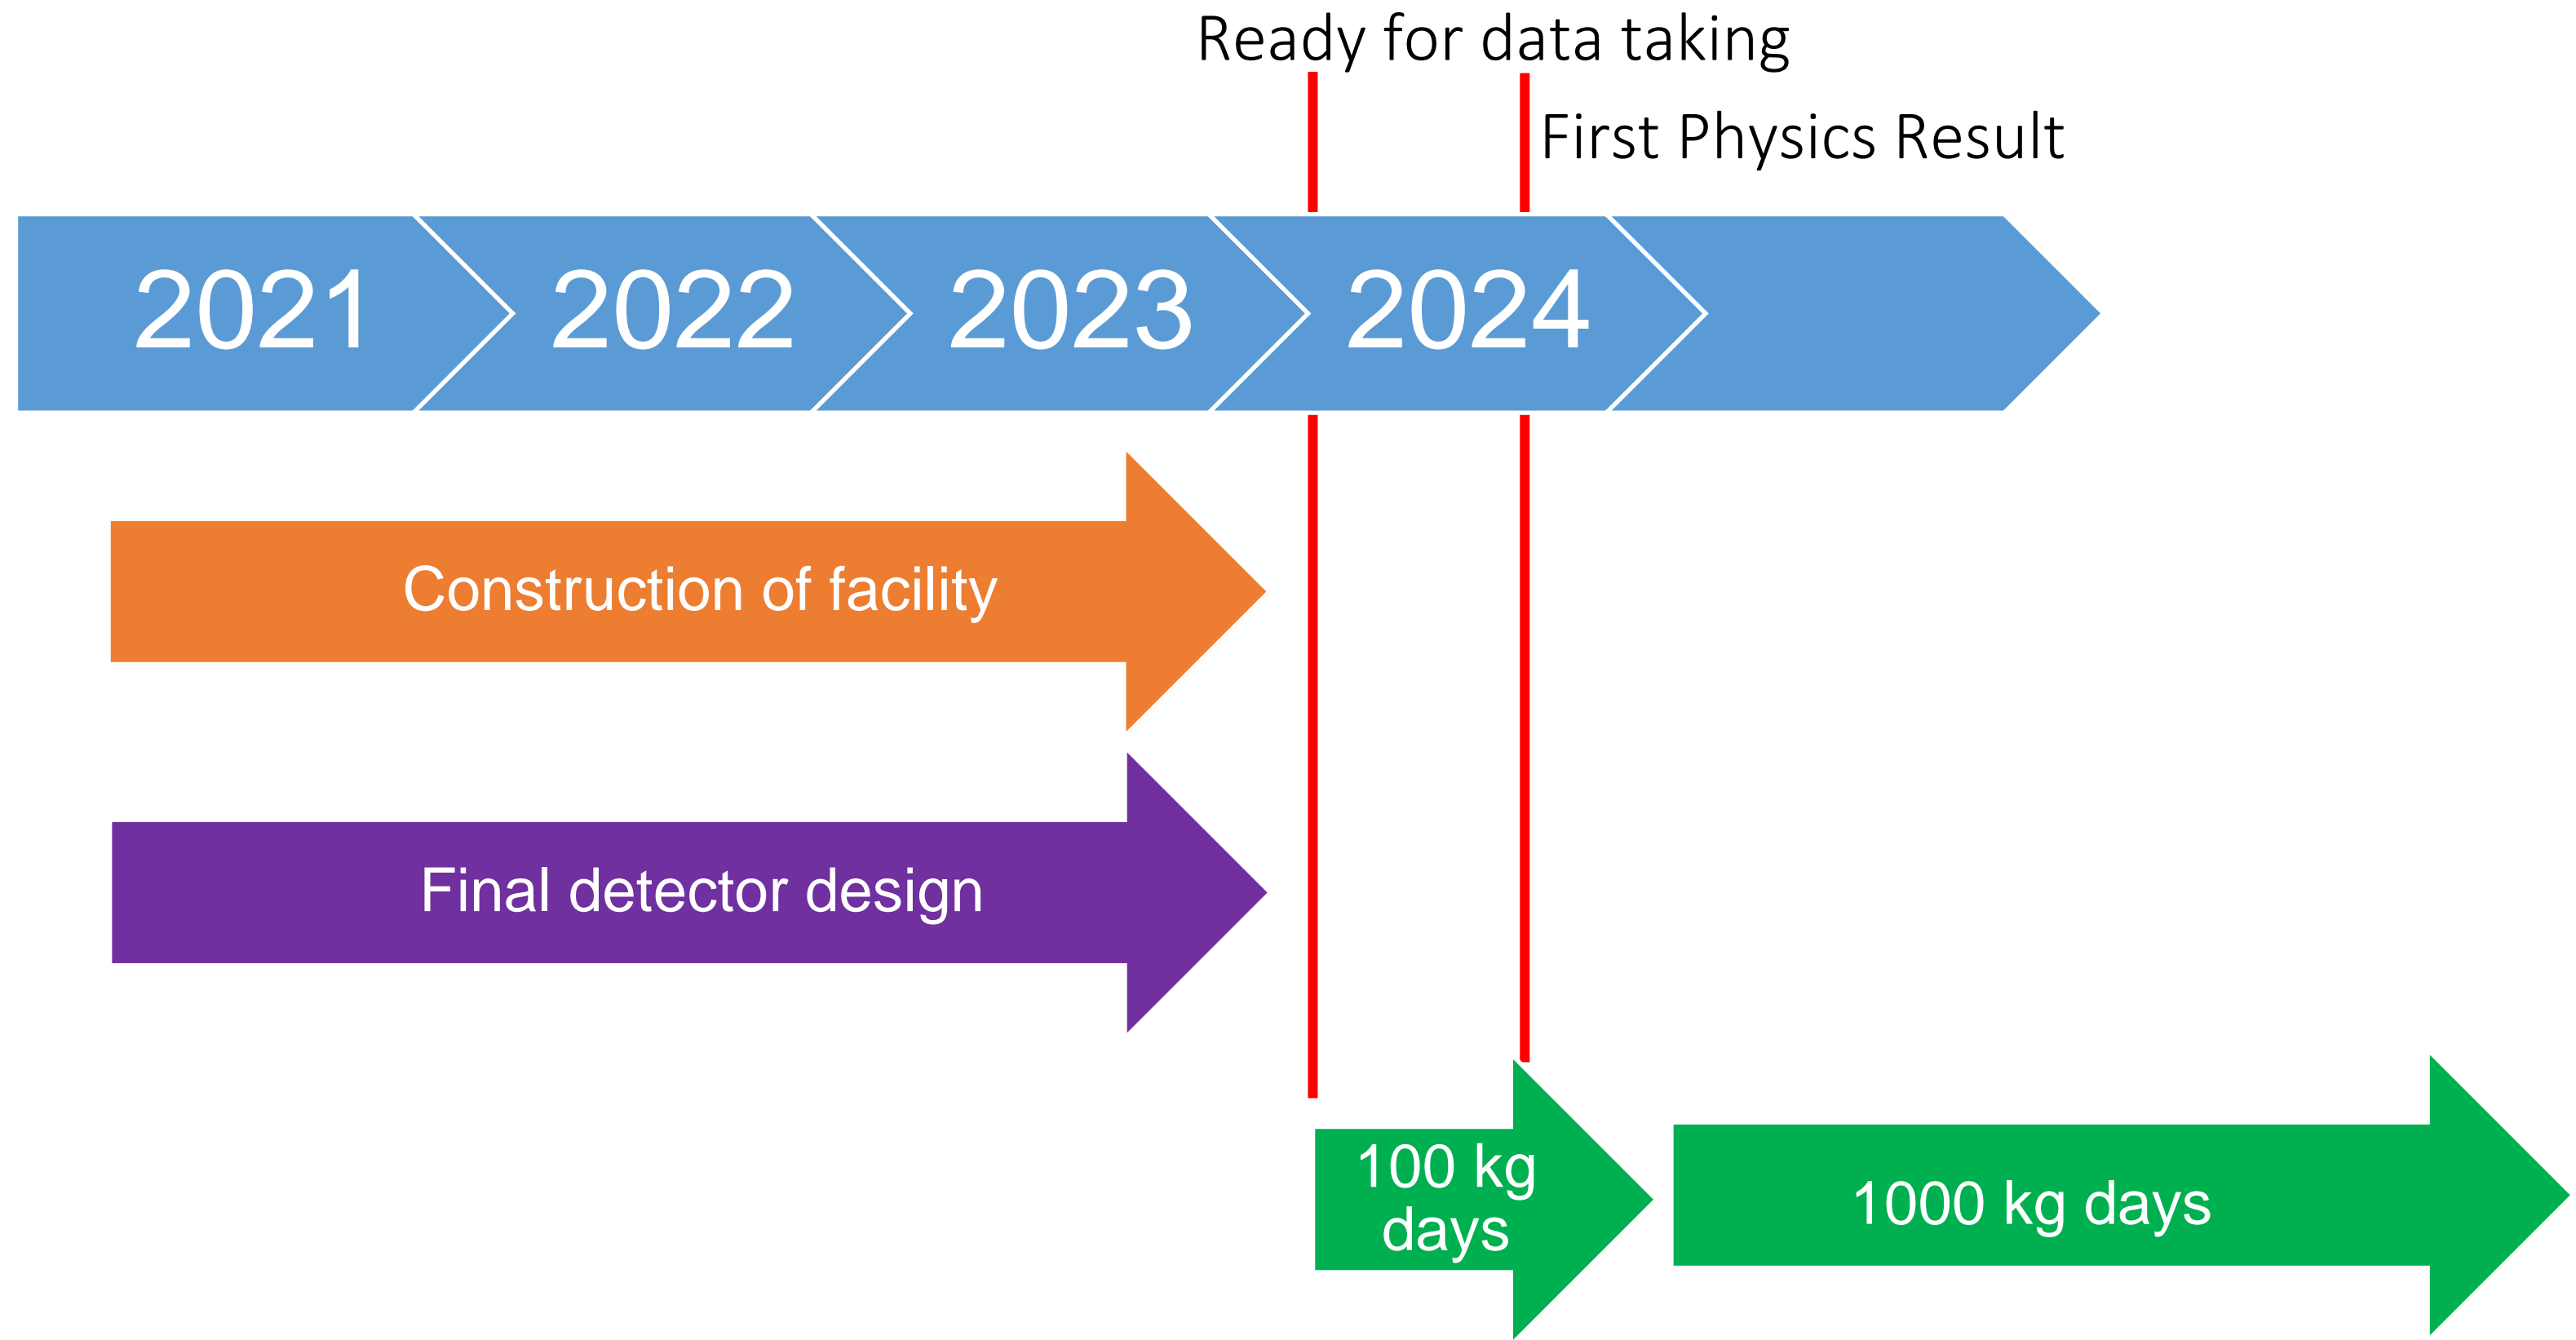 Ready for data taking
First Physics Result
2021 2022 2023 2024
Construction of facility
Final detector design
100 kg
days
1000 kg days